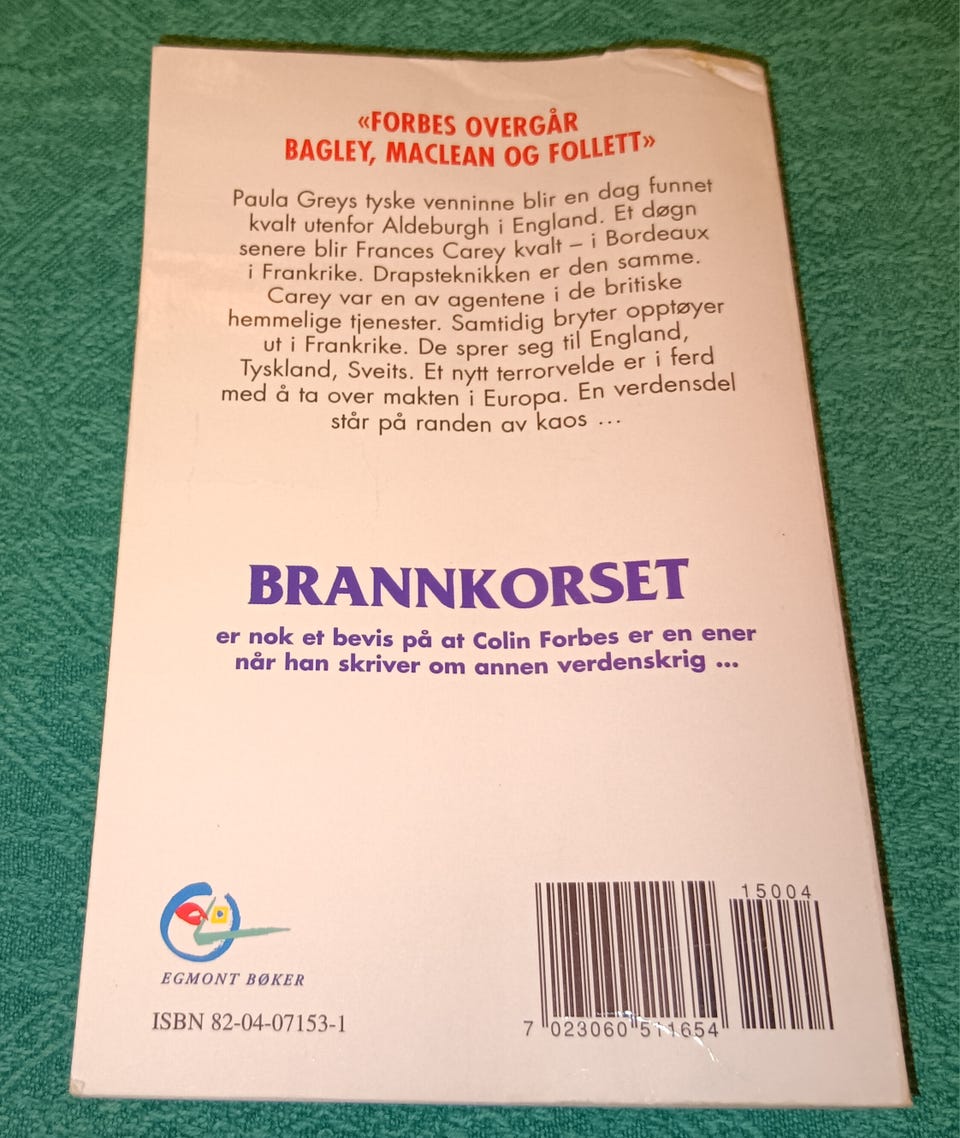 «FORBES OVERGÅR
BAGLEY, MACLEAN OG FOLLETT»
Paula Greys tyske venninne blir en dag funnet
kvalt utenfor Aldeburgh i England. Et døgn
senere blir Frances Carey kvalt – i Bordeaux
i Frankrike. Drapsteknikken er den samme.
Carey var en av agentene i de britiske
hemmelige tjenester. Samtidig bryter opptøyer
ut i Frankrike. De sprer seg til England,
Tyskland, Sveits. Et nytt terrorvelde er i ferd
med å ta over makten i Europa. En verdensdel
står på randen av kaos ...
BRANNKORSET
er nok et bevis på at Colin Forbes er en ener
når han skriver om annen verdenskrig ...
EGMONT BØKER
ISBN 82-04-07153-1
15004
7 023060 511654